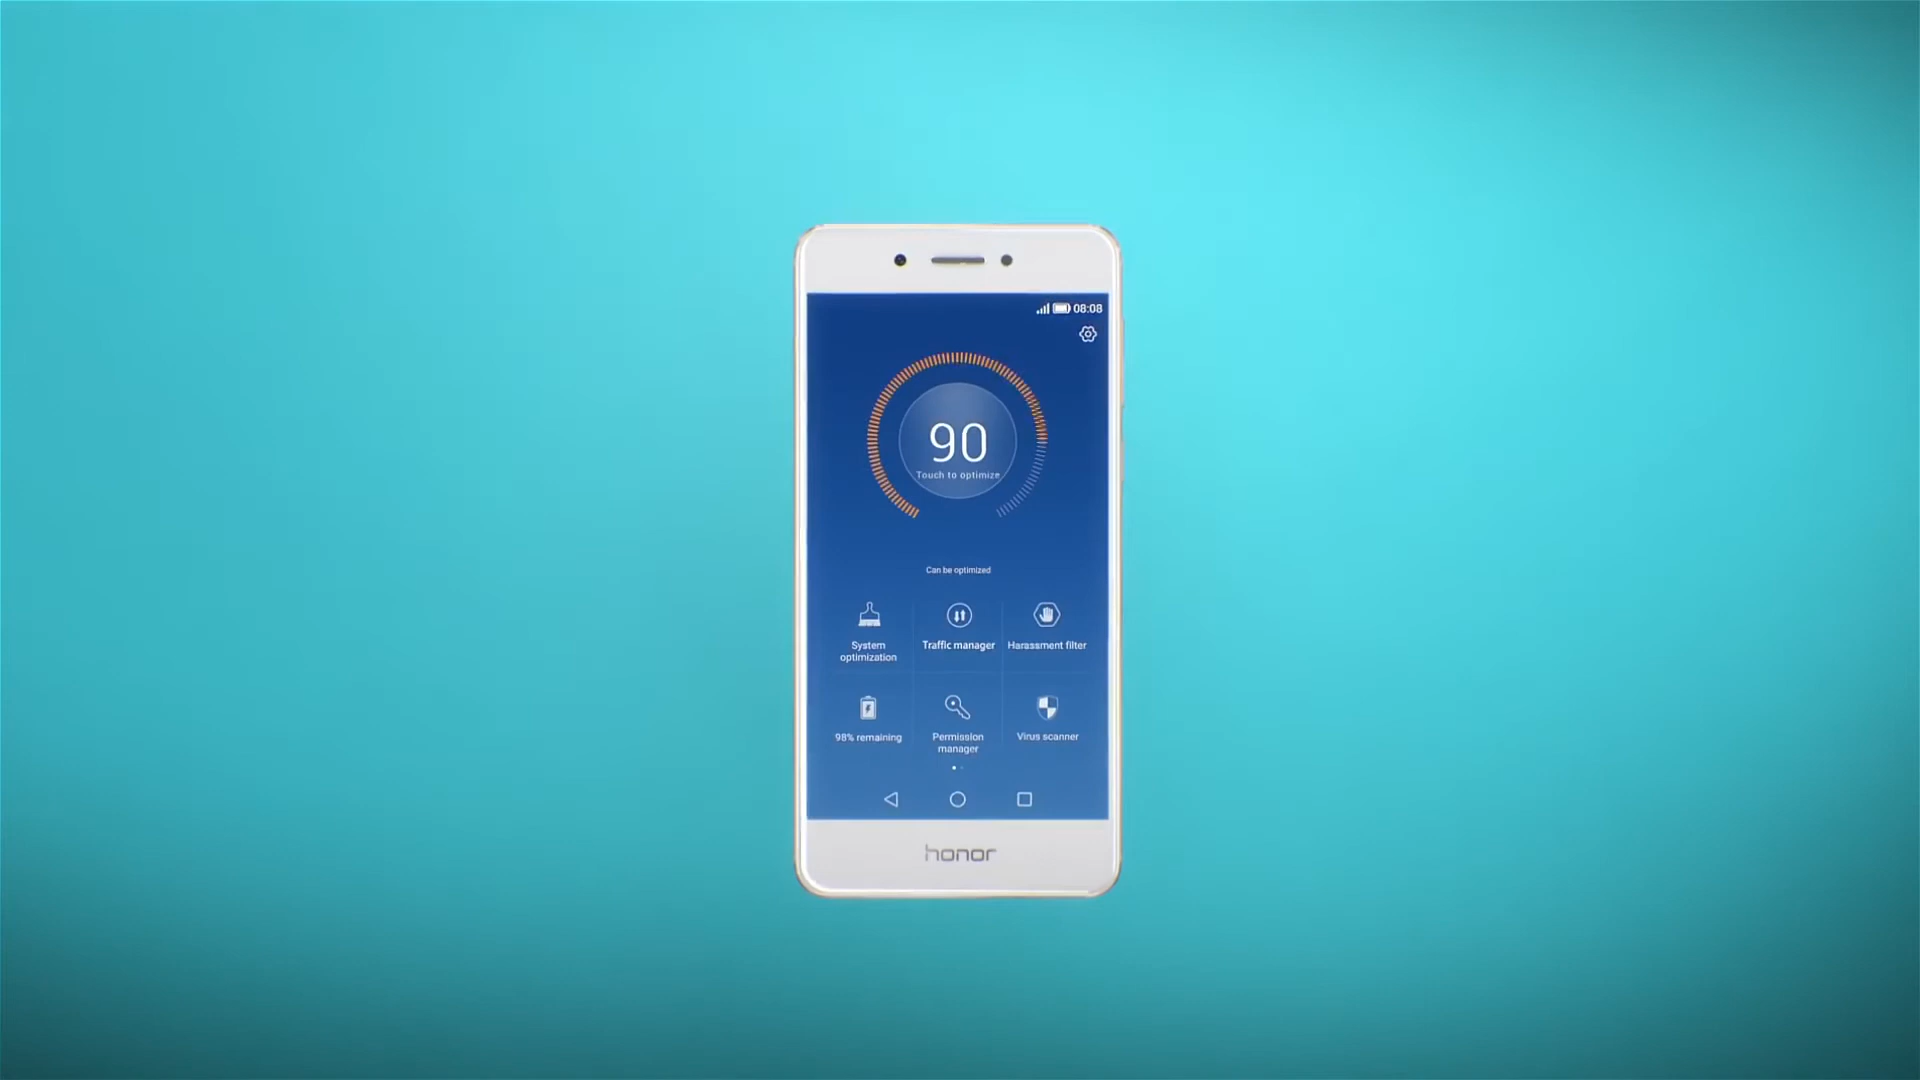 08:08
90
Touch to optimize
Can be optimized
System
optimization
Traffic manager
Harassment filter
98% remaining
Permission
manager
Virus scanner
honor